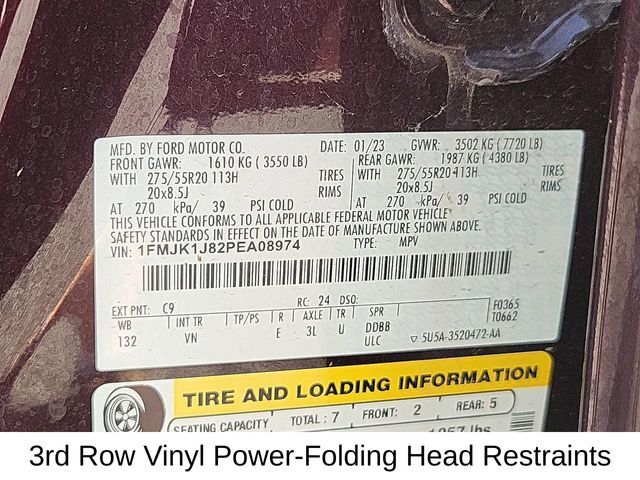 MFD. BY FORD MOTOR CO.    DATE: 01/23    GVWR: 3502 KG ( 7720 LB)
FRONT GAWR: 1610 KG ( 3550 LB)    REAR GAWR: 1987 KG ( 4380 LB)
WITH 275/55R20 113H TIRES    WITH 275/55R20 113H TIRES
20x8.5J RIMS    20x8.5J RIMS
AT 270 kPa/ 39 PSI COLD    AT 270 kPa/ 39 PSI COLD
THIS VEHICLE CONFORMS TO ALL APPLICABLE FEDERAL MOTOR VEHICLE
SAFETY STANDARDS IN EFFECT ON THE DATE OF MANUFACTURE SHOWN ABOVE.
VIN: 1FMJK1J82PEA08974    TYPE: MPV
EXT PNT: C9    RC: 24    DSO:    F0365
WB    INT TR    TP/PS    R    AXLE    TR    SPR    T0662
132    VN    E    3L    U    DDBB
ULC    ▽ 5U5A-3520472-AA
TIRE AND LOADING INFORMATION
SEATING CAPACITY    TOTAL : 7    FRONT: 2    REAR: 5
3rd Row Vinyl Power-Folding Head Restraints